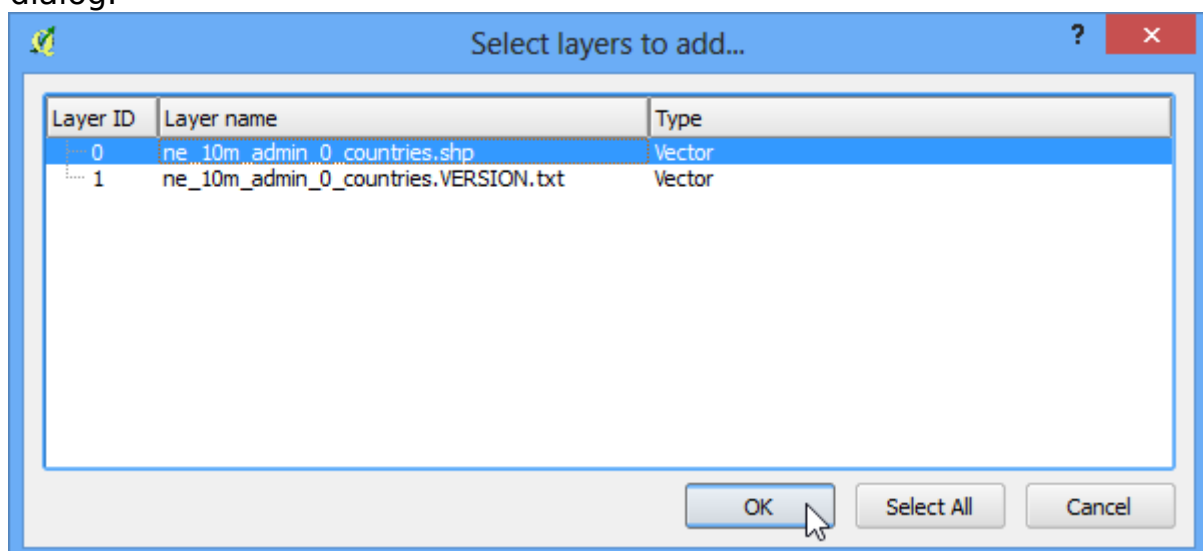 dialog.
Select layers to add... ? ×
Layer ID Layer name Type
0 ne_10m_admin_0_countries.shp Vector
1 ne_10m_admin_0_countries.VERSION.txt Vector
OK Select All Cancel